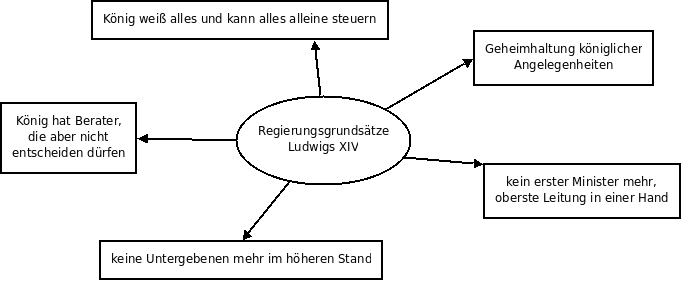 König weiß alles und kann alles alleine steuern
Geheimhaltung königlicher
Angelegenheiten
König hat Berater,
die aber nicht
entscheiden dürfen
Regierungsgrundsätze
Ludwigs XIV
kein erster Minister mehr,
oberste Leitung in einer Hand
keine Untergebenen mehr im höheren Stand